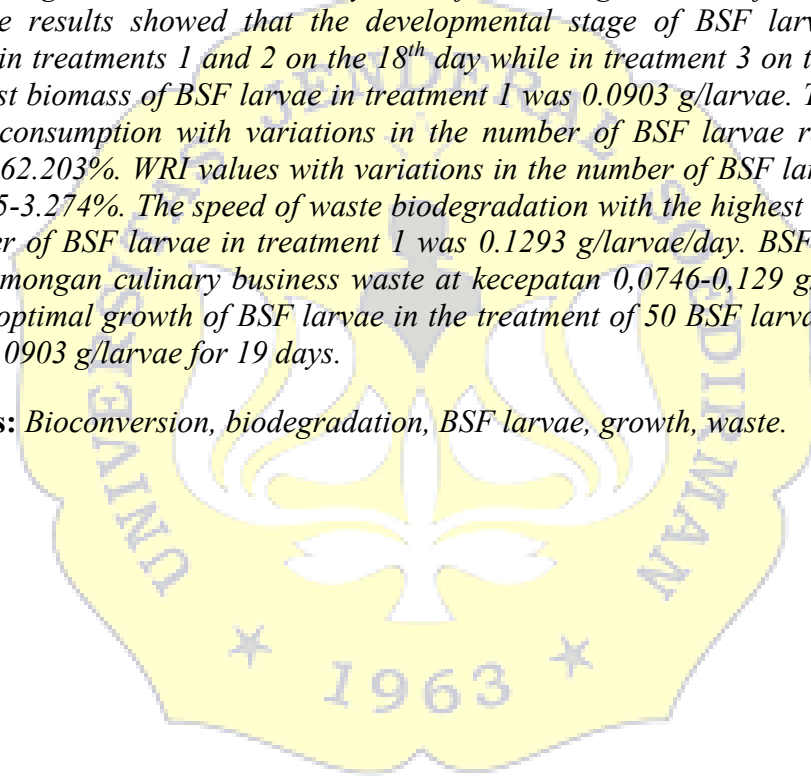 e results showed that the developmental stage of BSF larv
in treatments 1 and 2 on the 18th day while in treatment 3 on t
st biomass of BSF larvae in treatment 1 was 0.0903 g/larvae. T
consumption with variations in the number of BSF larvae r
62.203%. WRI values with variations in the number of BSF lar
5-3.274%. The speed of waste biodegradation with the highest
er of BSF larvae in treatment 1 was 0.1293 g/larvae/day. BSF
mongan culinary business waste at kecepatan 0,0746-0,129 g
optimal growth of BSF larvae in the treatment of 50 BSF larva
.0903 g/larvae for 19 days.
s: Bioconversion, biodegradation, BSF larvae, growth, waste.
UNIVERSITAS JENDERAL SOEDIRMAN
1963